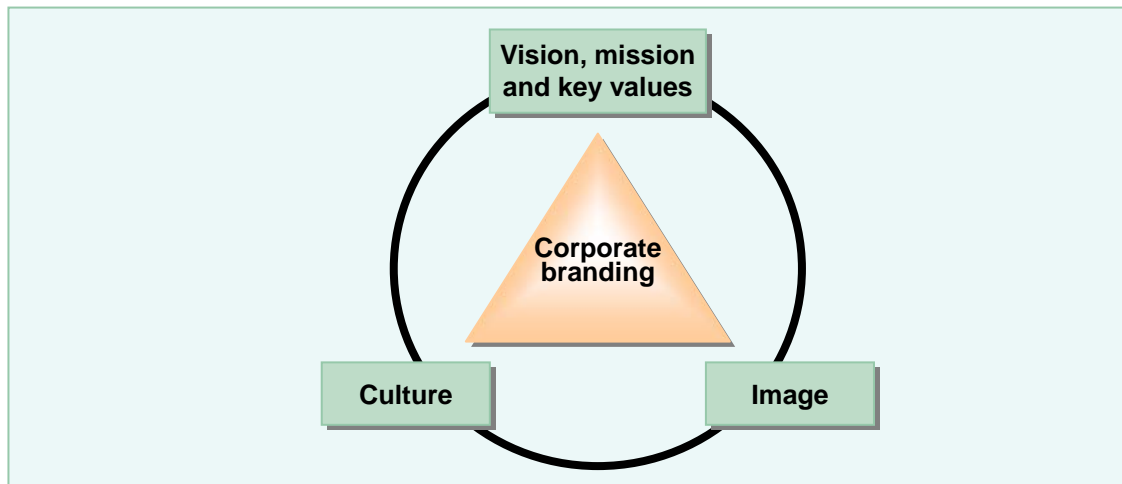 Vision, mission
and key values
Corporate
branding
Culture
Image